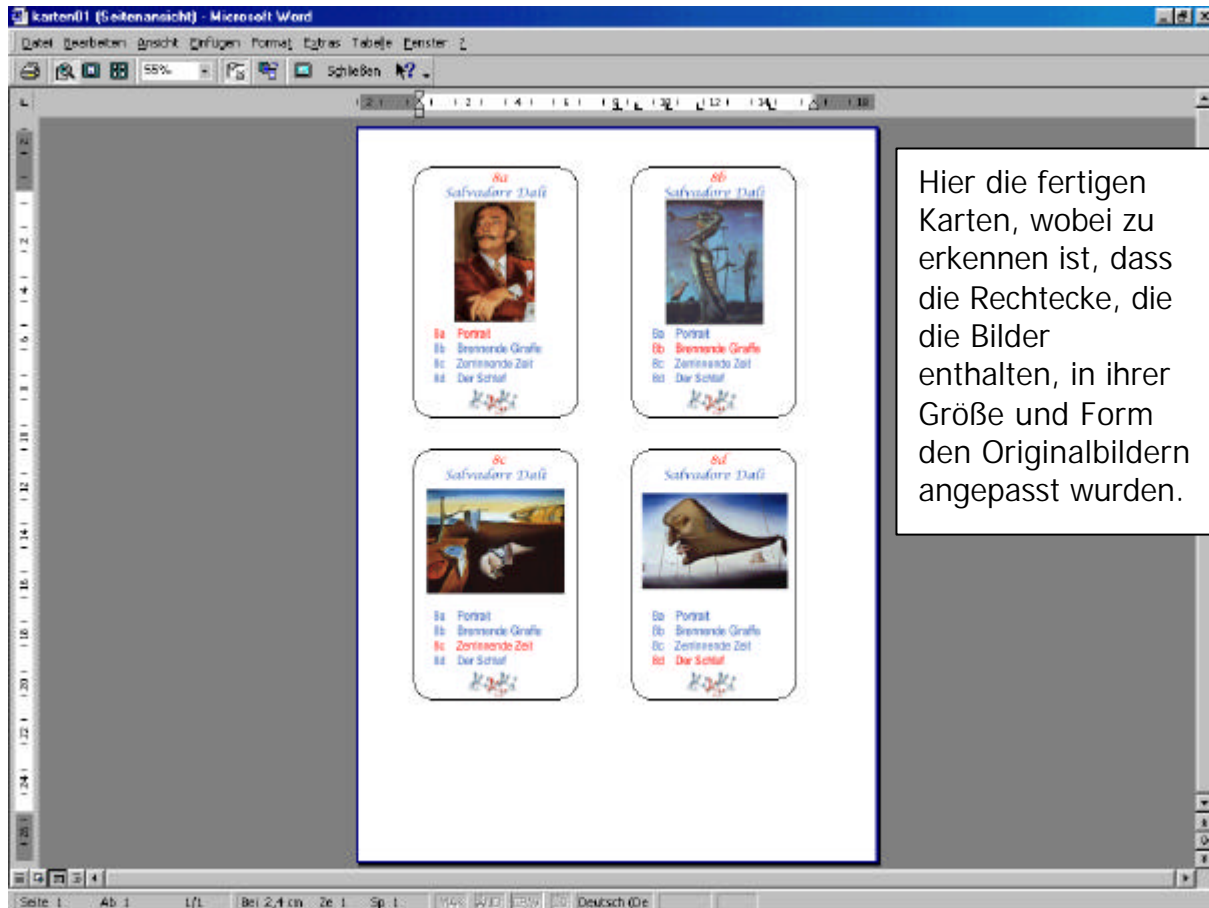 karten01 (Seitenansicht) - Microsoft Word
Datei Bearbeiten Ansicht Einfügen Format Extras Tabelle Fenster ?
55% Schließen
8a
Salvadore Dali
8a Portrait
8b Brennende Giraffe
8c Zerrinnende Zeit
8d Der Schlaf
8b
Salvadore Dali
8a Portrait
8b Brennende Giraffe
8c Zerrinnende Zeit
8d Der Schlaf
8c
Salvadore Dali
8a Portrait
8b Brennende Giraffe
8c Zerrinnende Zeit
8d Der Schlaf
8d
Salvadore Dali
8a Portrait
8b Brennende Giraffe
8c Zerrinnende Zeit
8d Der Schlaf
Hier die fertigen
Karten, wobei zu
erkennen ist, dass
die Rechtecke, die
die Bilder
enthalten, in ihrer
Größe und Form
den Originalbildern
angepasst wurden.
Seite 1 Ab 1 1/1 Bei 2,4 cm Ze 1 Sp 1 Deutsch (De